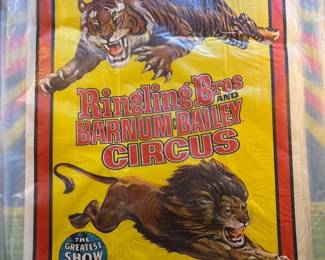 Ringling Bros
AND
BARNUM & BAILEY
CIRCUS
THE
GREATEST
SHOW